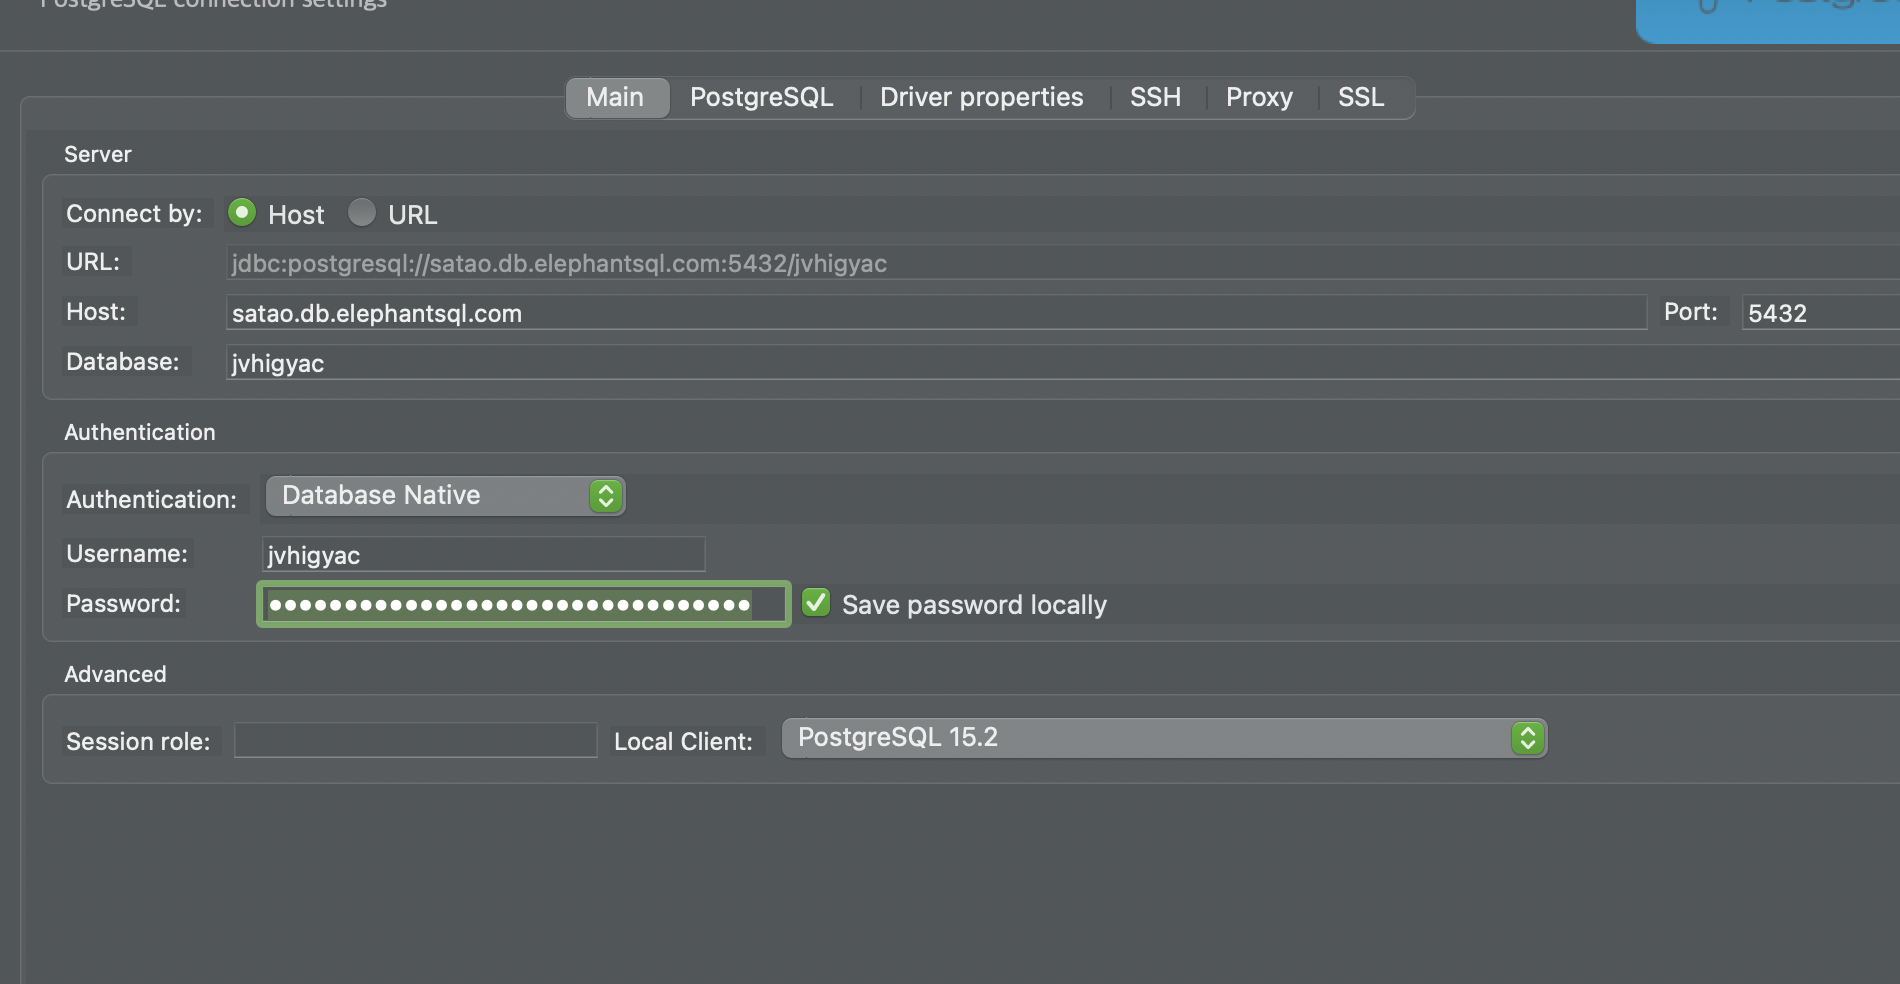 PostgreSQL connection settings
Main PostgreSQL Driver properties SSH Proxy SSL
Server
Connect by: Host URL
URL: jdbc:postgresql://satao.db.elephantsql.com:5432/jvhigyac
Host: satao.db.elephantsql.com Port: 5432
Database: jvhigyac
Authentication
Authentication: Database Native
Username: jvhigyac
Password: ●●●●●●●●●●●●●●●●●●●●●●●●●●●●●●●● Save password locally
Advanced
Session role: Local Client: PostgreSQL 15.2